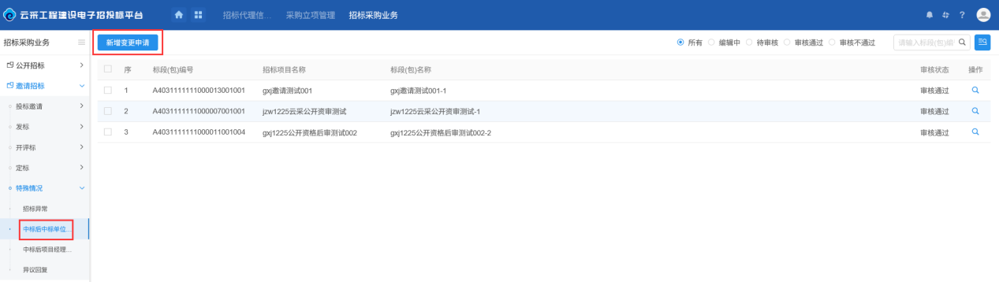 云采工程建设电子招投标平台
招标代理信... 采购立项管理 招标采购业务
?
招标采购业务
新增变更申请
所有 编辑中 待审核 审核通过 审核不通过
请输入标段(包)编
公开招标
邀请招标
投标邀请
发标
开评标
定标
特殊情况
招标异常
中标后中标单位...
中标后项目经理...
异议回复
序 标段(包)编号 招标项目名称 标段(包)名称 审核状态 操作
1 A4031111111000013001001 gxj邀请测试001 gxj邀请测试001-1 审核通过
2 A4031111111000007001001 jzw1225云采公开资审测试 jzw1225云采公开资审测试-1 审核通过
3 A4031111111000011001004 gxj1225公开资格后审测试002 gxj1225公开资格后审测试002-2 审核通过